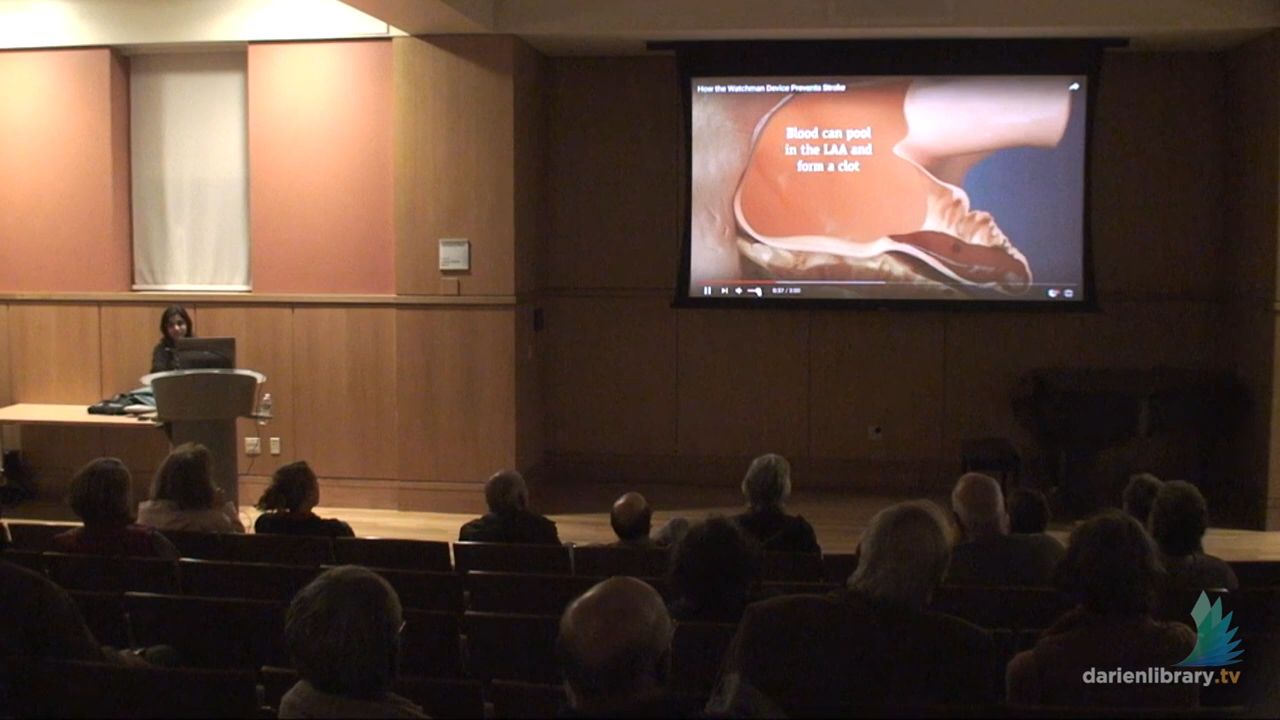 How the Watchman Device Prevents Stroke
Blood can pool
in the LAA and
form a clot
darienlibrary.tv